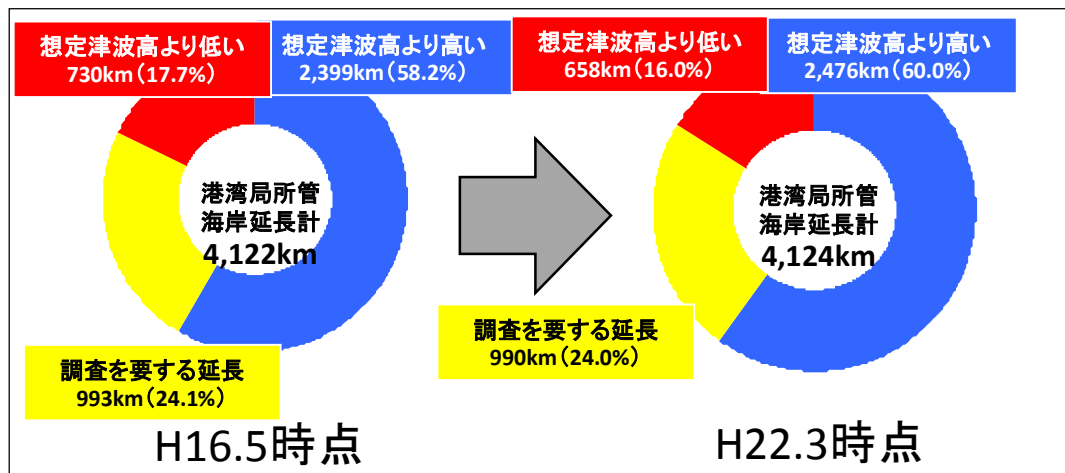 想定津波高より低い
730km(17.7%)
想定津波高より高い
2,399km(58.2%)
港湾局所管
海岸延長計
4,122km
調査を要する延長
993km(24.1%)
H16.5時点
想定津波高より低い
658km(16.0%)
想定津波高より高い
2,476km(60.0%)
港湾局所管
海岸延長計
4,124km
調査を要する延長
990km(24.0%)
H22.3時点